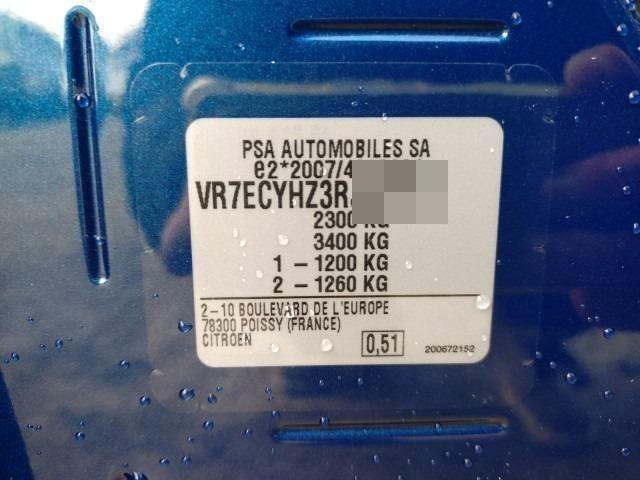 PSA AUTOMOBILES SA
e2*2007/4
VR7ECYHZ3R
2300 KG
3400 KG
1 - 1200 KG
2 - 1260 KG
2-10 BOULEVARD DE L'EUROPE
78300 POISSY (FRANCE)
CITROEN
0,51
200672152